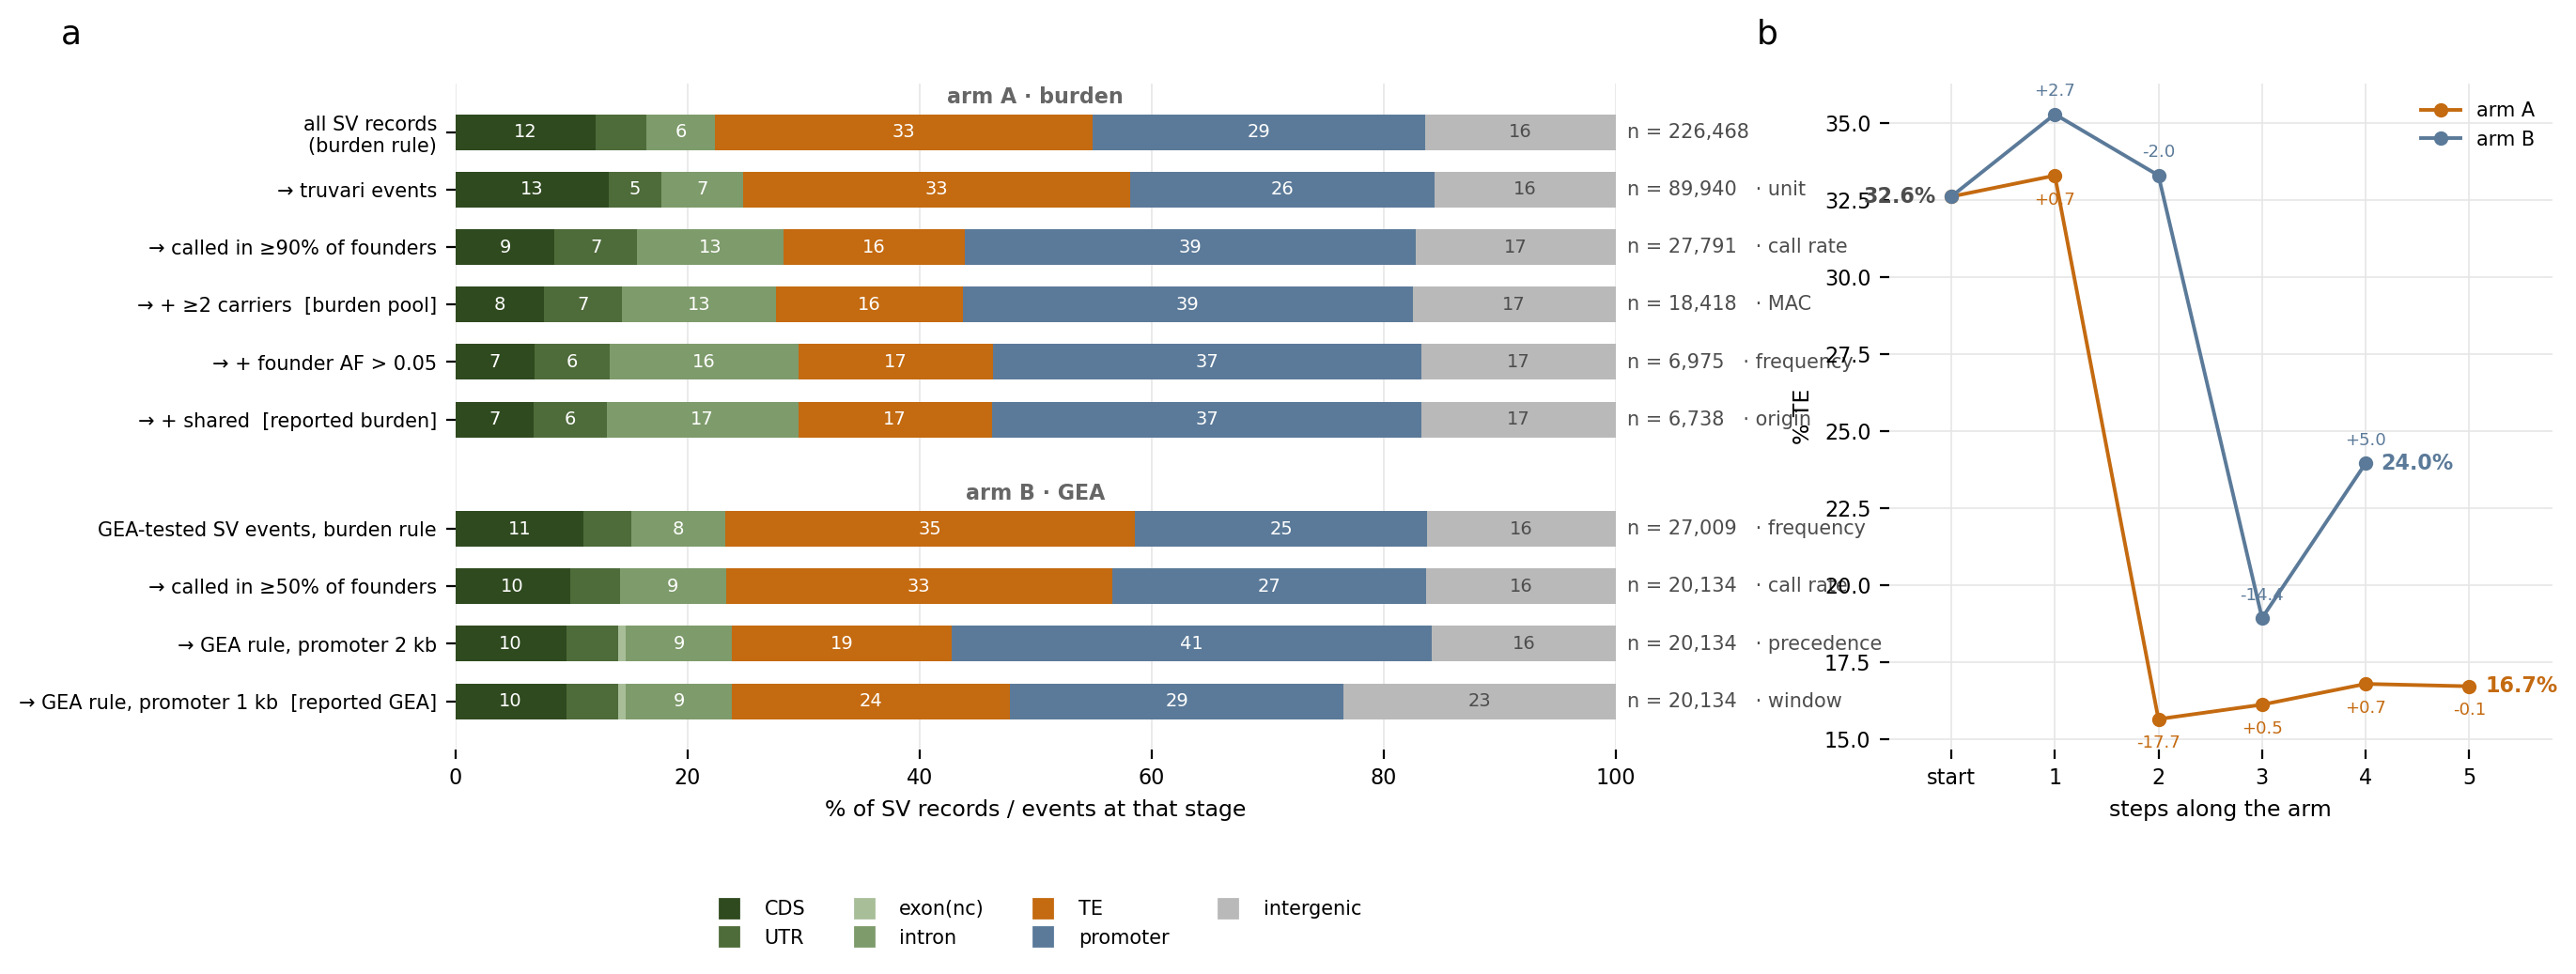 a
b
arm A · burden
all SV records
(burden rule)
12 6 33 29 16
n = 226,468
→ truvari events
13 5 7 33 26 16
n = 89,940 · unit
→ called in ≥90% of founders
9 7 13 16 39 17
n = 27,791 · call rate
→ + ≥2 carriers [burden pool]
8 7 13 16 39 17
n = 18,418 · MAC
→ + founder AF > 0.05
7 6 16 17 37 17
n = 6,975 · frequency
→ + shared [reported burden]
7 6 17 17 37 17
n = 6,738 · origin
arm B · GEA
GEA-tested SV events, burden rule
11 8 35 25 16
n = 27,009 · frequency
→ called in ≥50% of founders
10 9 33 27 16
n = 20,134 · call rate
→ GEA rule, promoter 2 kb
10 9 19 41 16
n = 20,134 · precedence
→ GEA rule, promoter 1 kb [reported GEA]
10 9 24 29 23
n = 20,134 · window
0 20 40 60 80 100
% of SV records / events at that stage
CDS
UTR
exon(nc)
intron
TE
promoter
intergenic
% TE
35.0
32.5
30.0
27.5
25.0
22.5
20.0
17.5
15.0
arm A
arm B
32.6%
+2.7
-2.0
+0.7
-14.4
+5.0
24.0%
-17.7
+0.5
+0.7
-0.1
16.7%
start 1 2 3 4 5
steps along the arm